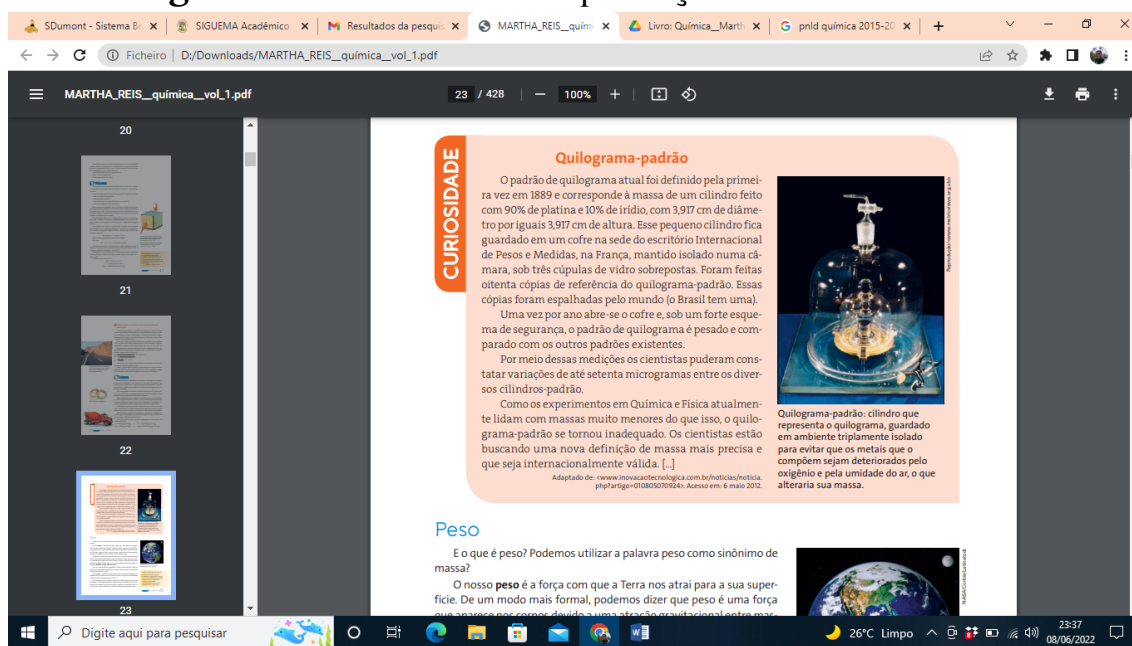 SDumont - Sistema B
SIGUEMA Acadêmico
Resultados da pesquis
MARTHA_REIS__quími
Livro: Química__Marth
pnld química 2015-20
Ficheiro | D:/Downloads/MARTHA_REIS__química_vol_1.pdf
MARTHA_REIS__química_vol_1.pdf
23 / 428
100%
20
21
22
23
CURIOSIDADE
Quilograma-padrão
O padrão de quilograma atual foi definido pela primei-
ra vez em 1889 e corresponde à massa de um cilindro feito
com 90% de platina e 10% de irídio, com 3,917 cm de diâme-
tro por iguais 3,917 cm de altura. Esse pequeno cilindro fica
guardado em um cofre na sede do escritório Internacional
de Pesos e Medidas, na França, mantido isolado numa câ-
mara, sob três cúpulas de vidro sobrepostas. Foram feitas
oitenta cópias de referência do quilograma-padrão. Essas
cópias foram espalhadas pelo mundo (o Brasil tem uma).
Uma vez por ano abre-se o cofre e, sob um forte esque-
ma de segurança, o padrão de quilograma é pesado e com-
parado com os outros padrões existentes.
Por meio dessas medições os cientistas puderam cons-
tatar variações de até setenta microgramas entre os diver-
sos cilindros-padrão.
Como os experimentos em Química e Física atualmen-
te lidam com massas muito menores do que isso, o quilo-
grama-padrão se tornou inadequado. Os cientistas estão
buscando uma nova definição de massa mais precisa e
que seja internacionalmente válida. [...]
Adaptado de: <www.inovacaotecnologica.com.br/noticias/noticia.
php?artigo=010805070924>. Acesso em: 6 maio 2012.
Quilograma-padrão: cilindro que
representa o quilograma, guardado
em ambiente triplamente isolado
para evitar que os metais que o
compõem sejam deteriorados pelo
oxigênio e pela umidade do ar, o que
alteraria sua massa.
Peso
E o que é peso? Podemos utilizar a palavra peso como sinônimo de
massa?
O nosso peso é a força com que a Terra nos atrai para a sua super-
fície. De um modo mais formal, podemos dizer que peso é uma força
que aparece nos corpos devido a uma atração gravitacional entre mas-
Digite aqui para pesquisar
26°C Limpo
23:37
08/06/2022